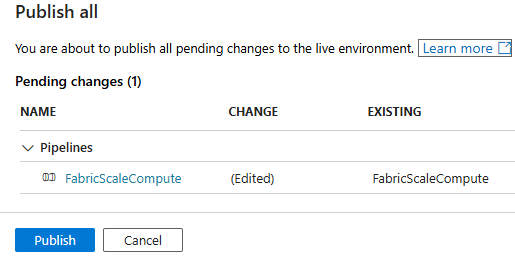 Publish all
You are about to publish all pending changes to the live environment. Learn more
Pending changes (1)
NAME CHANGE EXISTING
Pipelines
FabricScaleCompute (Edited) FabricScaleCompute
Publish Cancel